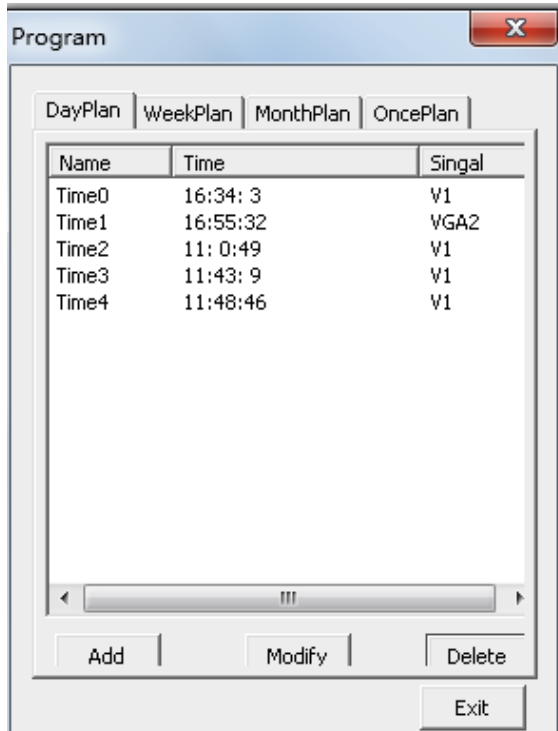 Program
DayPlan WeekPlan MonthPlan OncePlan
Name Time Singal
Time0 16:34: 3 V1
Time1 16:55:32 VGA2
Time2 11: 0:49 V1
Time3 11:43: 9 V1
Time4 11:48:46 V1
Add Modify Delete
Exit